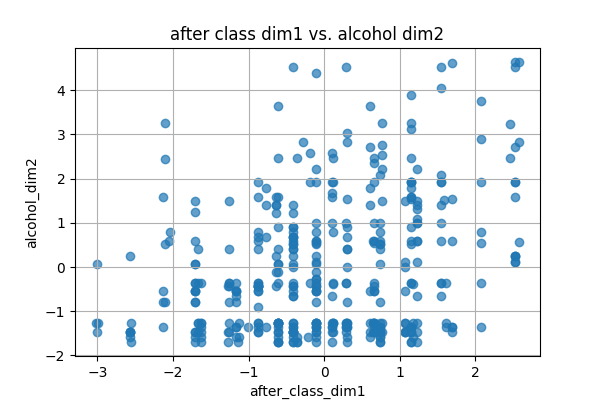 after class dim1 vs. alcohol dim2
4
3
2
1
0
−1
−2
alcohol_dim2
−3 −2 −1 0 1 2
after_class_dim1